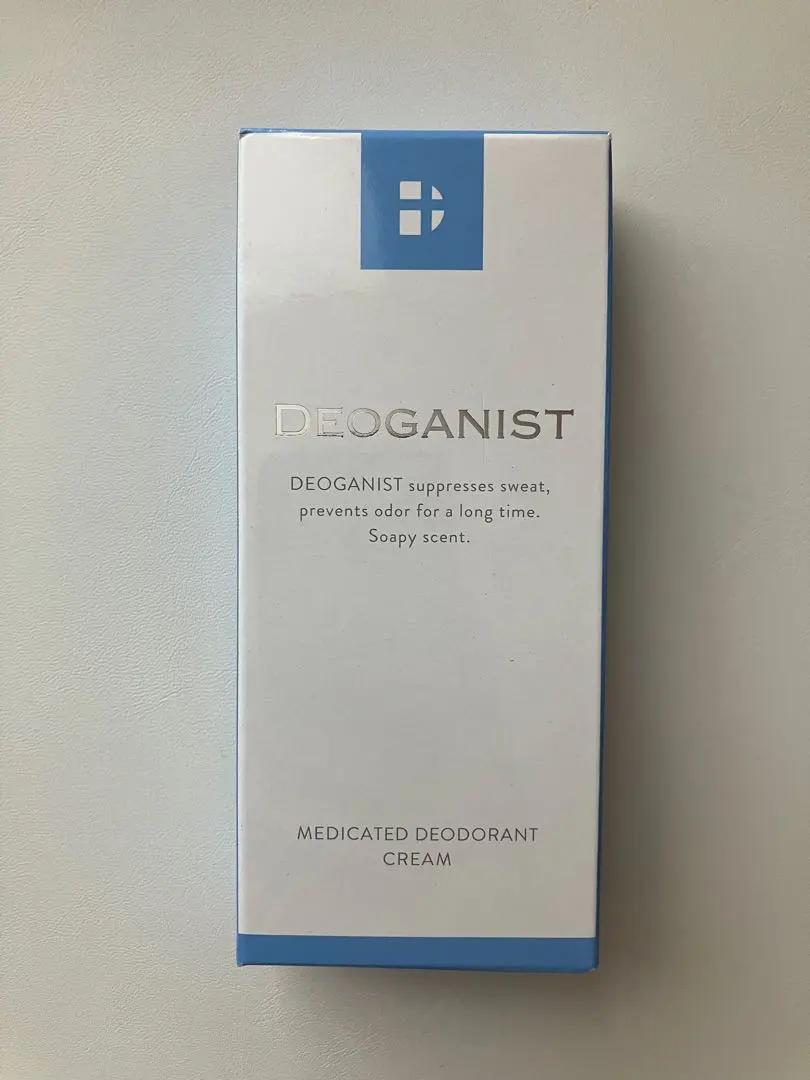 DEOGANIST
DEOGANIST suppresses sweat,
prevents odor for a long time.
Soapy scent.
MEDICATED DEODORANT
CREAM